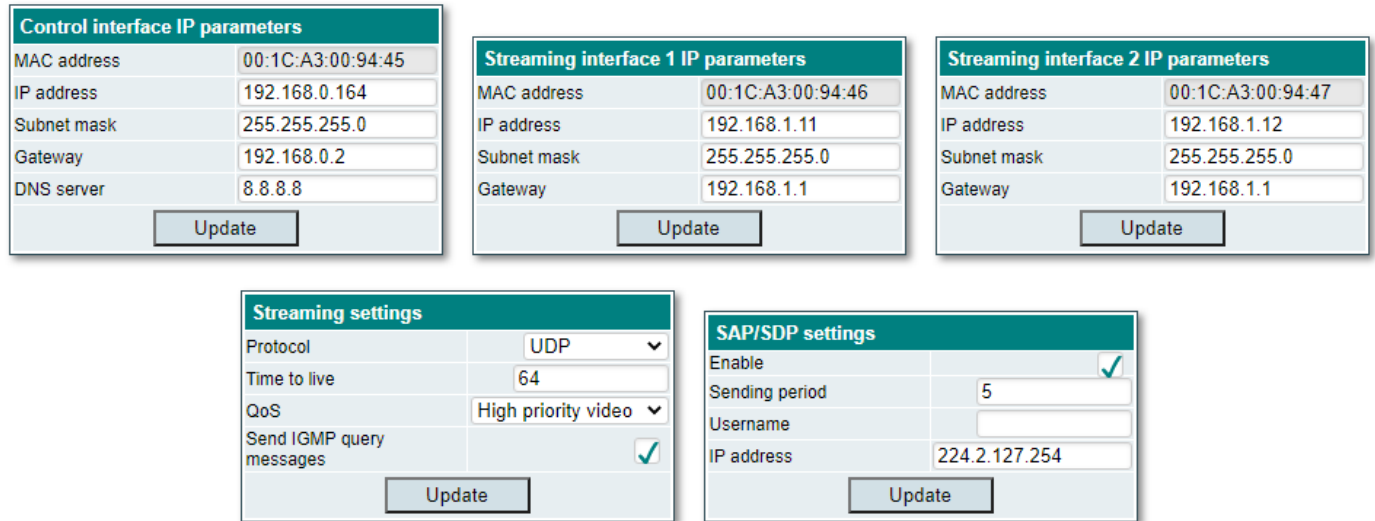 Control interface IP parameters
MAC address 00:1C:A3:00:94:45
IP address 192.168.0.164
Subnet mask 255.255.255.0
Gateway 192.168.0.2
DNS server 8.8.8.8
Update
Streaming interface 1 IP parameters
MAC address 00:1C:A3:00:94:46
IP address 192.168.1.11
Subnet mask 255.255.255.0
Gateway 192.168.1.1
Update
Streaming interface 2 IP parameters
MAC address 00:1C:A3:00:94:47
IP address 192.168.1.12
Subnet mask 255.255.255.0
Gateway 192.168.1.1
Update
Streaming settings
Protocol UDP
Time to live 64
QoS High priority video
Send IGMP query
messages
Update
SAP/SDP settings
Enable
Sending period 5
Username
IP address 224.2.127.254
Update